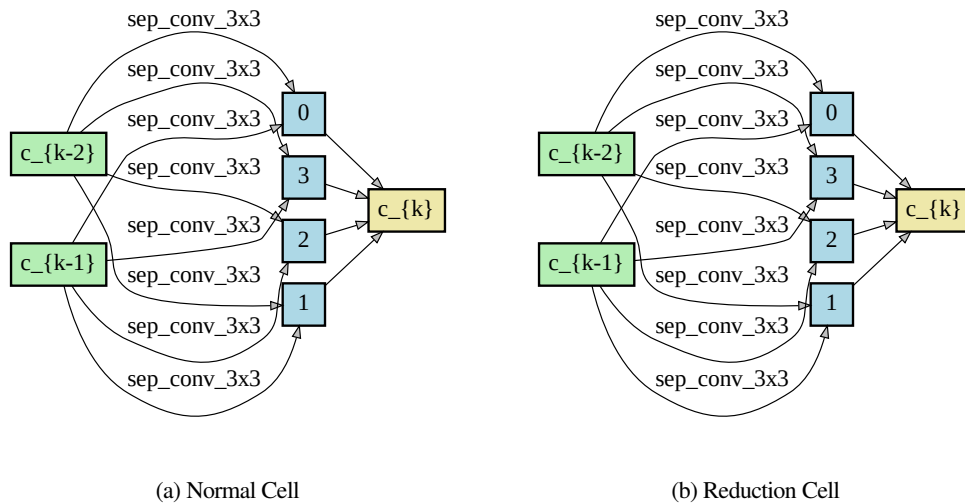 sep_conv_3x3
sep_conv_3x3
sep_conv_3x3
sep_conv_3x3
sep_conv_3x3
sep_conv_3x3
sep_conv_3x3
sep_conv_3x3
c_{k-2}
c_{k-1}
0
3
2
1
c_{k}
(a) Normal Cell
sep_conv_3x3
sep_conv_3x3
sep_conv_3x3
sep_conv_3x3
sep_conv_3x3
sep_conv_3x3
sep_conv_3x3
sep_conv_3x3
c_{k-2}
c_{k-1}
0
3
2
1
c_{k}
(b) Reduction Cell